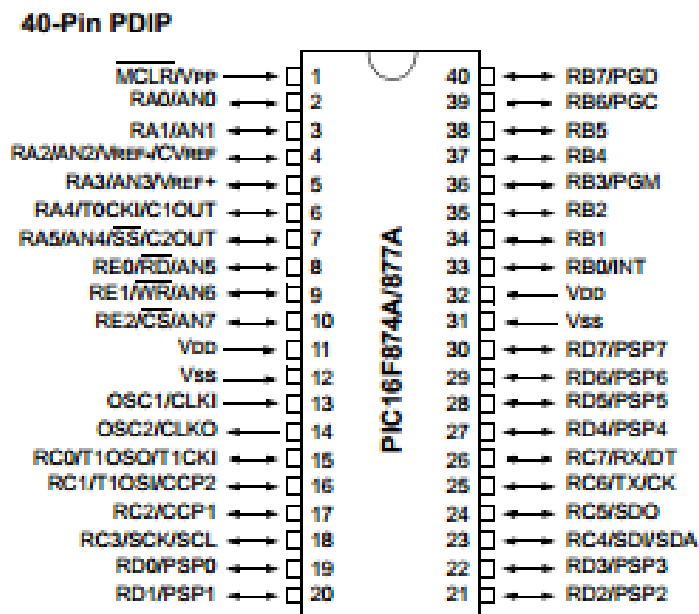 40-Pin PDIP
MCLR/VPP 1 40 RB7/PGD
RA0/AN0 2 39 RB6/PGC
RA1/AN1 3 38 RB5
RA2/AN2/VREF-/CVREF 4 37 RB4
RA3/AN3/VREF+ 5 36 RB3/PGM
RA4/T0CKI/C1OUT 6 35 RB2
RA5/AN4/SS/C2OUT 7 34 RB1
RE0/RD/AN5 8 33 RB0/INT
RE1/WR/AN6 9 32 VDD
RE2/CS/AN7 10 31 VSS
VDD 11 30 RD7/PSP7
VSS 12 29 RD6/PSP6
OSC1/CLKI 13 28 RD5/PSP5
OSC2/CLKO 14 27 RD4/PSP4
RC0/T1OSO/T1CKI 15 26 RC7/RX/DT
RC1/T1OSI/CCP2 16 25 RC6/TX/CK
RC2/CCP1 17 24 RC5/SDO
RC3/SCK/SCL 18 23 RC4/SDI/SDA
RD0/PSP0 19 22 RD3/PSP3
RD1/PSP1 20 21 RD2/PSP2
PIC16F874A/877A